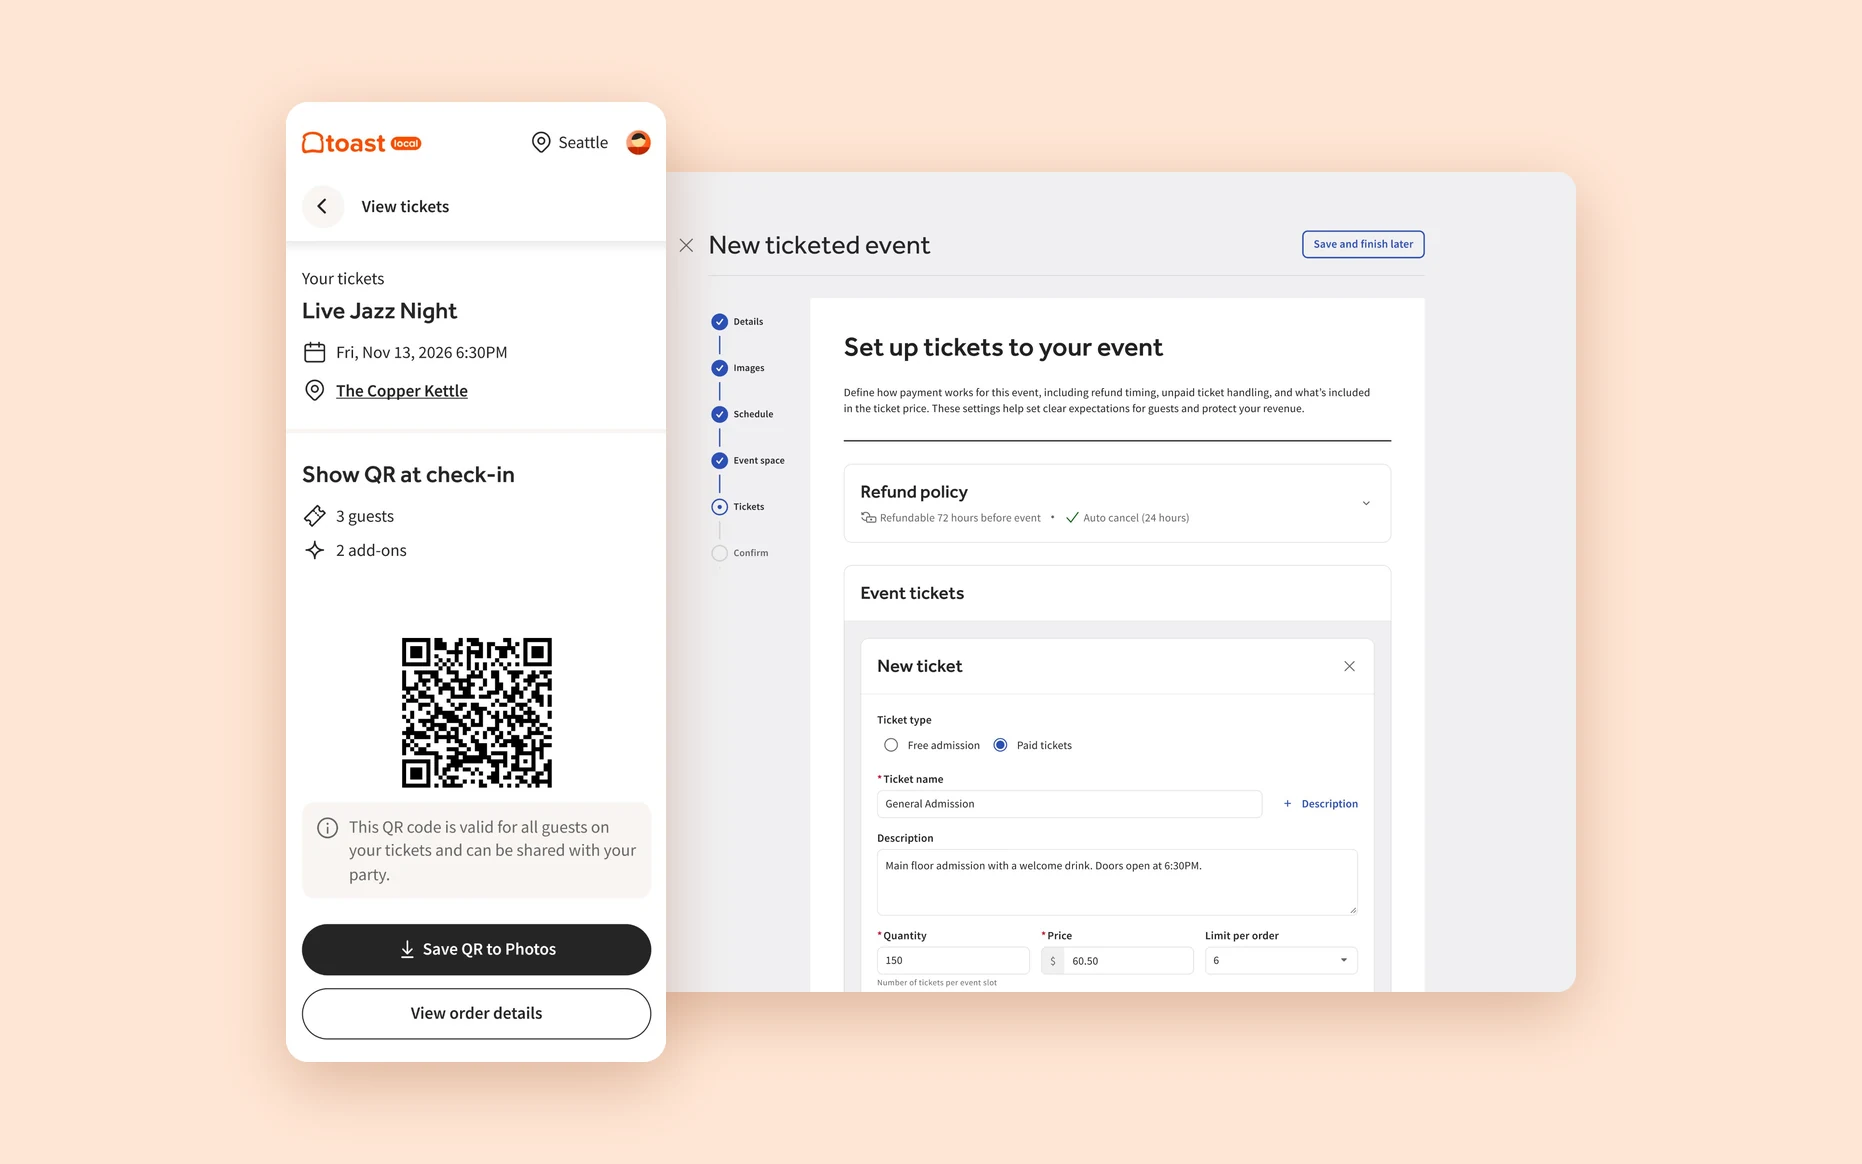 toast local
Seattle
View tickets
Your tickets
Live Jazz Night
Fri, Nov 13, 2026 6:30PM
The Copper Kettle
Show QR at check-in
3 guests
2 add-ons
This QR code is valid for all guests on
your tickets and can be shared with your
party.
Save QR to Photos
View order details
New ticketed event
Save and finish later
Details
Images
Schedule
Event space
Tickets
Confirm
Set up tickets to your event
Define how payment works for this event, including refund timing, unpaid ticket handling, and what's included
in the ticket price. These settings help set clear expectations for guests and protect your revenue.
Refund policy
Refundable 72 hours before event • Auto cancel (24 hours)
Event tickets
New ticket
Ticket type
Free admission Paid tickets
*Ticket name
General Admission
+ Description
Description
Main floor admission with a welcome drink. Doors open at 6:30PM.
*Quantity *Price Limit per order
150 $ 60.50 6
Number of tickets per event slot